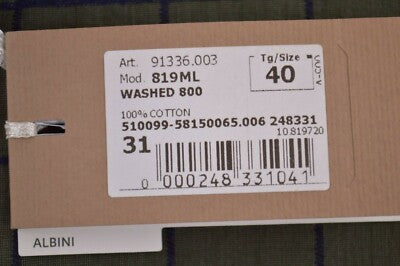 Art. 91336.003
Mod. 819ML
WASHED 800
Tg/Size
40
100% COTTON
510099-58150065.006 248331
10.819720
31
0 000248 331041
ALBINI